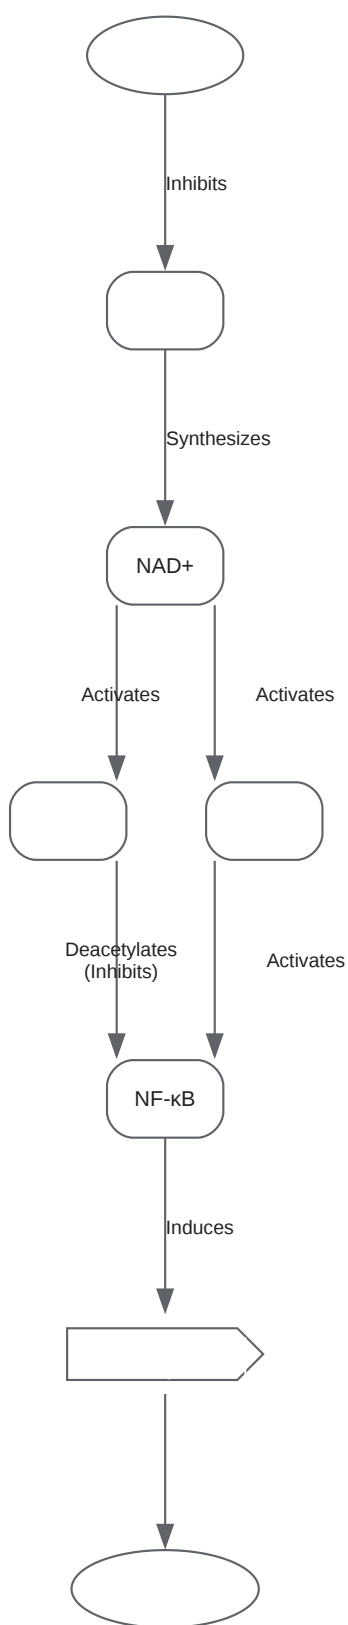 Inhibits
Synthesizes
NAD+
Activates
Activates
Deacetylates
(Inhibits)
Activates
NF-κB
Induces